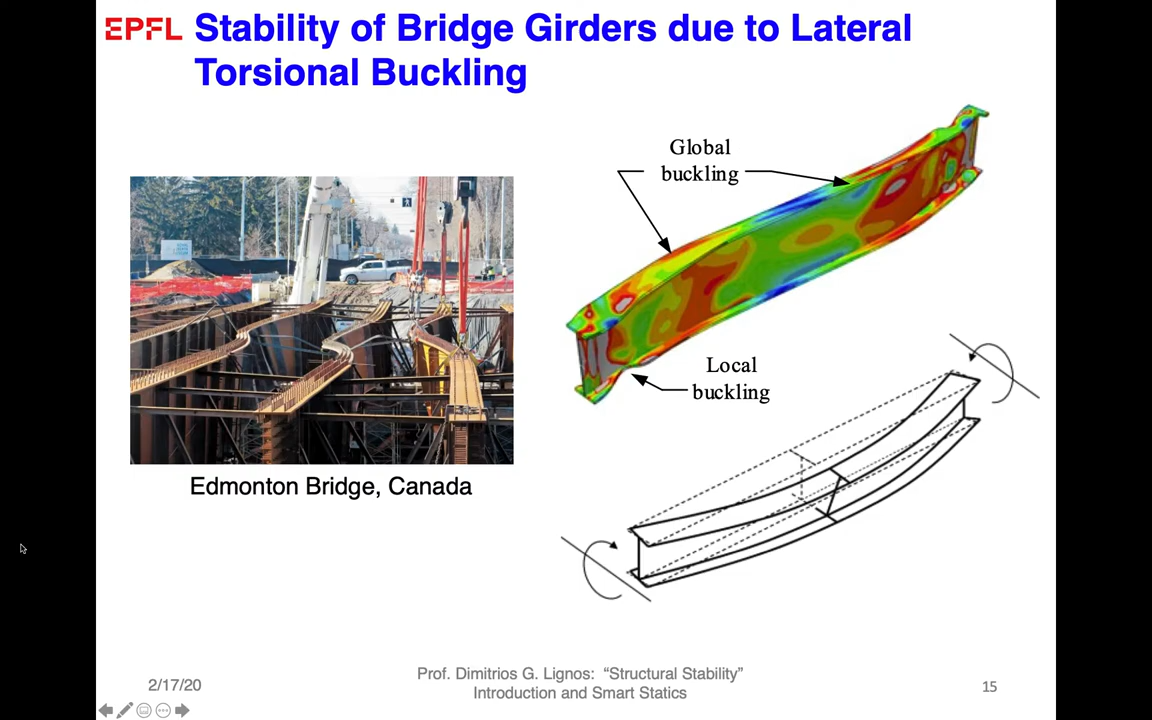 EPFL
Stability of Bridge Girders due to Lateral
Torsional Buckling
Global
buckling
Local
buckling
Edmonton Bridge, Canada
2/17/20
Prof. Dimitrios G. Lignos: “Structural Stability”
Introduction and Smart Statics
15